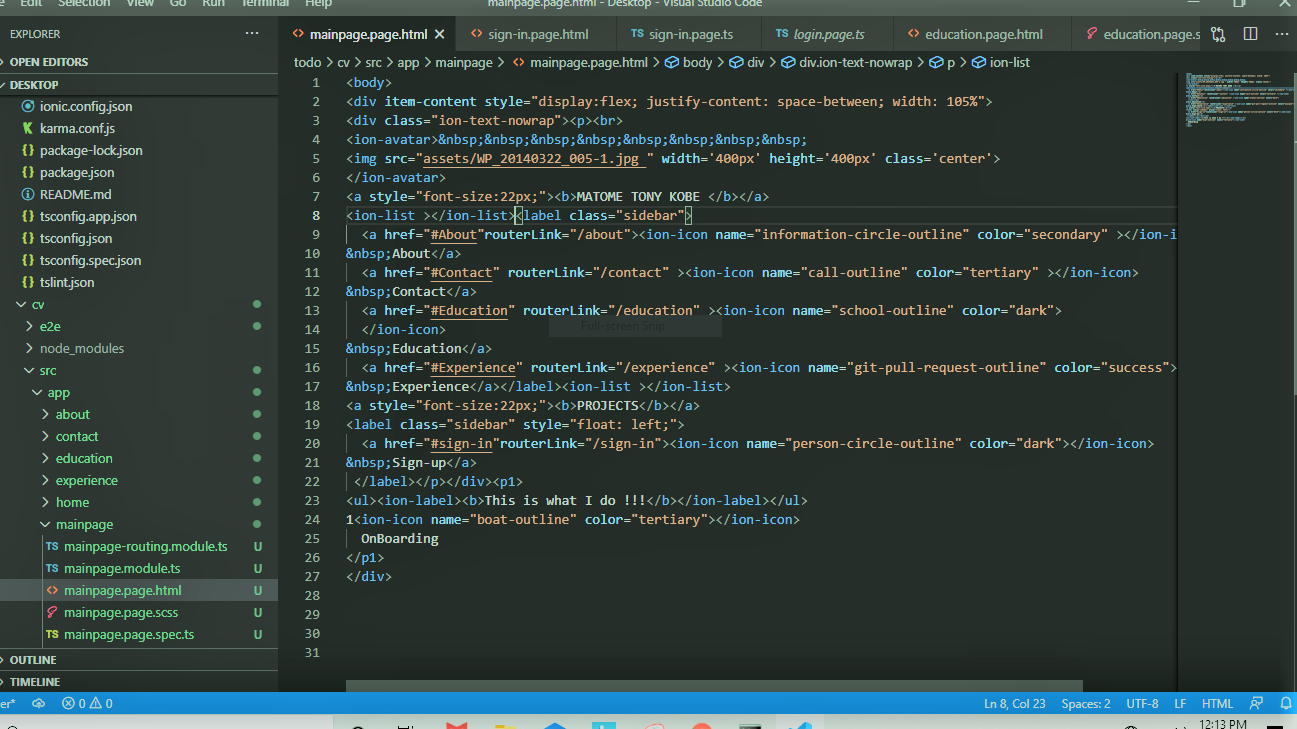 Edit Selection View Go Run Terminal Help mainpage.page.html - Desktop - Visual Studio Code
EXPLORER
mainpage.page.html sign-in.page.html TS sign-in.page.ts TS login.page.ts education.page.html education.page.s
OPEN EDITORS
todo > cv > src > app > mainpage > mainpage.page.html > body > div > div.ion-text-nowrap > p > ion-list
DESKTOP
ionic.config.json
karma.conf.js
package-lock.json
package.json
README.md
tsconfig.app.json
tsconfig.json
tsconfig.spec.json
tslint.json
cv
e2e
node_modules
src
app
about
contact
education
experience
home
mainpage
TS mainpage-routing.module.ts U
TS mainpage.module.ts U
mainpage.page.html U
mainpage.page.scss U
TS mainpage.page.spec.ts U
OUTLINE
TIMELINE
1 <body>
2 <div item-content style="display:flex; justify-content: space-between; width: 105%">
3 <div class="ion-text-nowrap"><p><br>
4 <ion-avatar>&nbsp;&nbsp;&nbsp;&nbsp;&nbsp;&nbsp;&nbsp;&nbsp;
5 <img src="assets/WP_20140322_005-1.jpg " width='400px' height='400px' class='center'>
6 </ion-avatar>
7 <a style="font-size:22px;"><b>MATOME TONY KOBE </b></a>
8 <ion-list ></ion-list><label class="sidebar">
9 <a href="#About"routerLink="/about"><ion-icon name="information-circle-outline" color="secondary" ></ion-i
10 &nbsp;About</a>
11 <a href="#Contact" routerLink="/contact" ><ion-icon name="call-outline" color="tertiary" ></ion-icon>
12 &nbsp;Contact</a>
13 <a href="#Education" routerLink="/education" ><ion-icon name="school-outline" color="dark">
Full-screen Snip
14 </ion-icon>
15 &nbsp;Education</a>
16 <a href="#Experience" routerLink="/experience" ><ion-icon name="git-pull-request-outline" color="success">
17 &nbsp;Experience</a></label><ion-list ></ion-list>
18 <a style="font-size:22px;"><b>PROJECTS</b></a>
19 <label class="sidebar" style="float: left;">
20 <a href="#sign-in"routerLink="/sign-in"><ion-icon name="person-circle-outline" color="dark"></ion-icon>
21 &nbsp;Sign-up</a>
22 </label></p></div><p1>
23 <ul><ion-label><b>This is what I do !!!</b></ion-label></ul>
24 1<ion-icon name="boat-outline" color="tertiary"></ion-icon>
25 OnBoarding
26 </p1>
27 </div>
28
29
30
31
er* 0 0 Ln 8, Col 23 Spaces: 2 UTF-8 LF HTML
12:13 PM